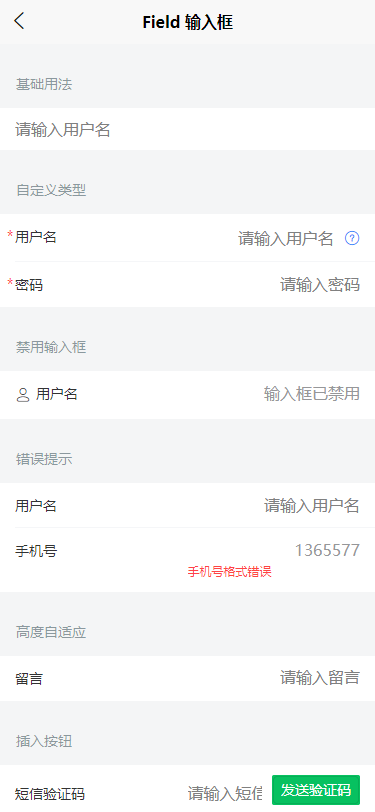 Field 输入框
基础用法
请输入用户名
自定义类型
*用户名 请输入用户名 ?
*密码 请输入密码
禁用输入框
用户名 输入框已禁用
错误提示
用户名 请输入用户名
手机号 1365577
手机号格式错误
高度自适应
留言 请输入留言
插入按钮
短信验证码 请输入短信 发送验证码